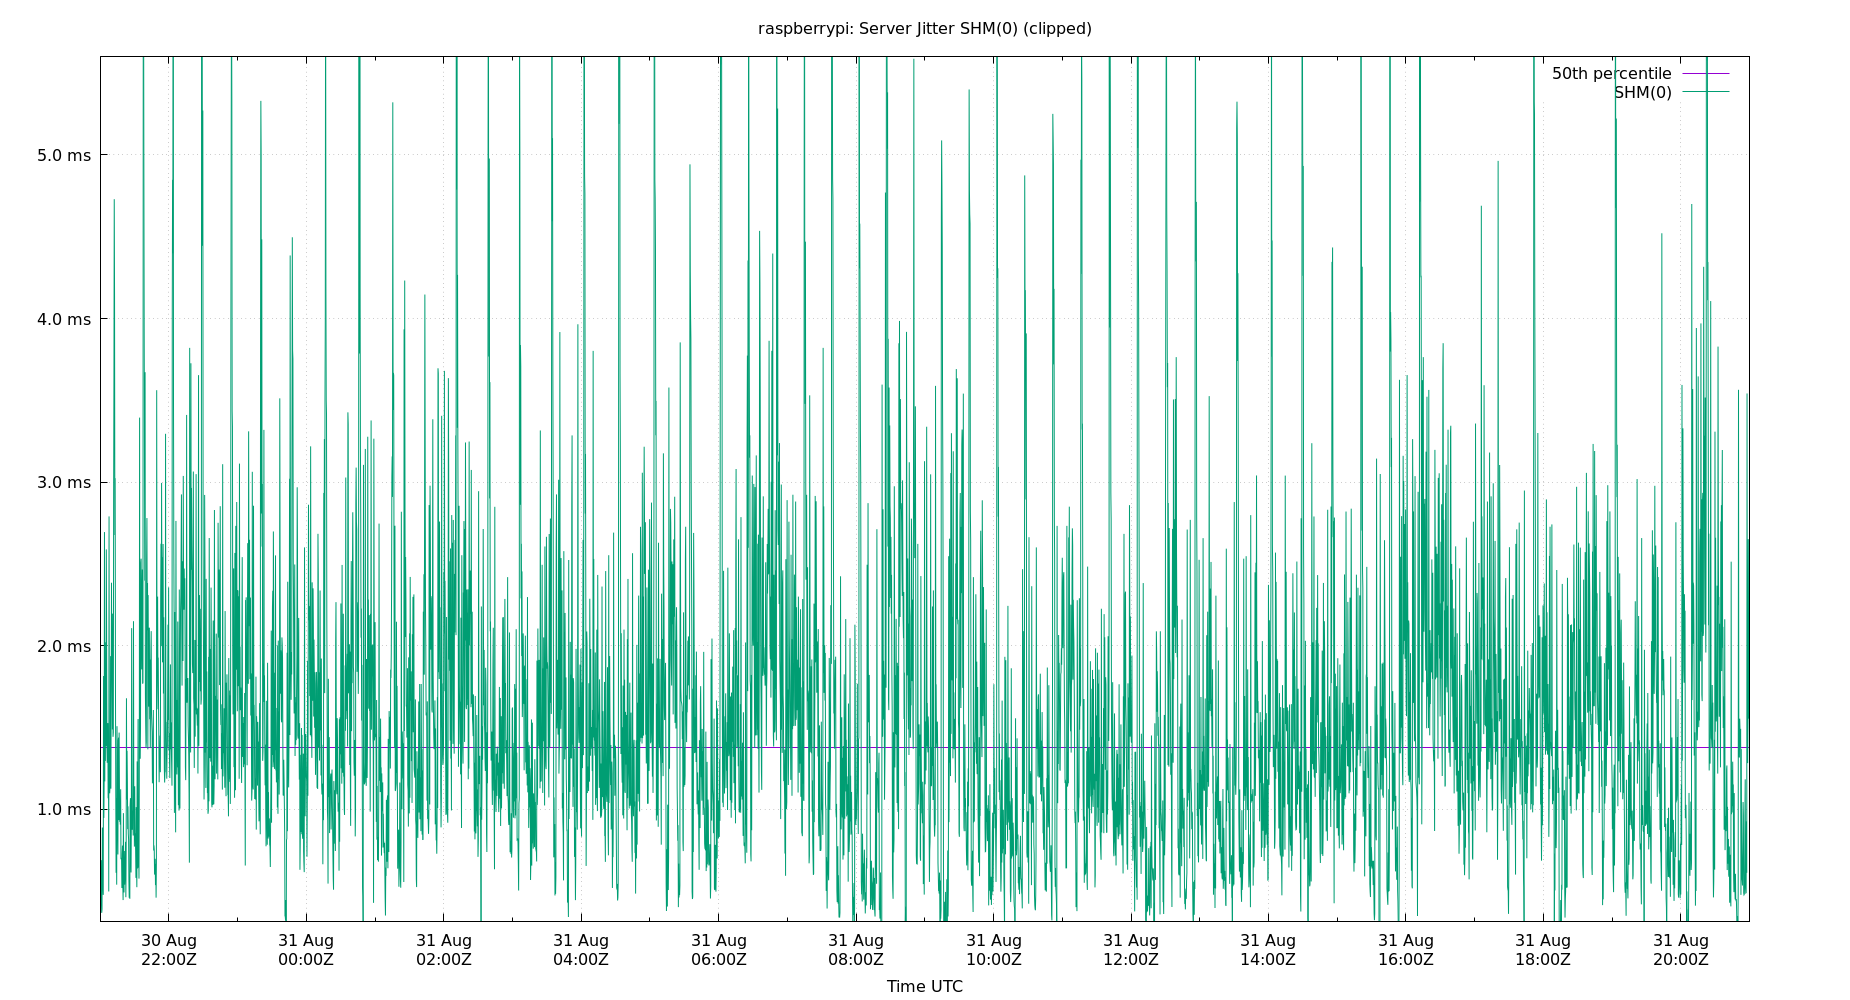 raspberrypi: Server Jitter SHM(0) (clipped)
50th percentile
SHM(0)
5.0 ms
4.0 ms
3.0 ms
2.0 ms
1.0 ms
30 Aug 31 Aug 31 Aug 31 Aug 31 Aug 31 Aug 31 Aug 31 Aug 31 Aug 31 Aug 31 Aug 31 Aug
22:00Z 00:00Z 02:00Z 04:00Z 06:00Z 08:00Z 10:00Z 12:00Z 14:00Z 16:00Z 18:00Z 20:00Z
Time UTC